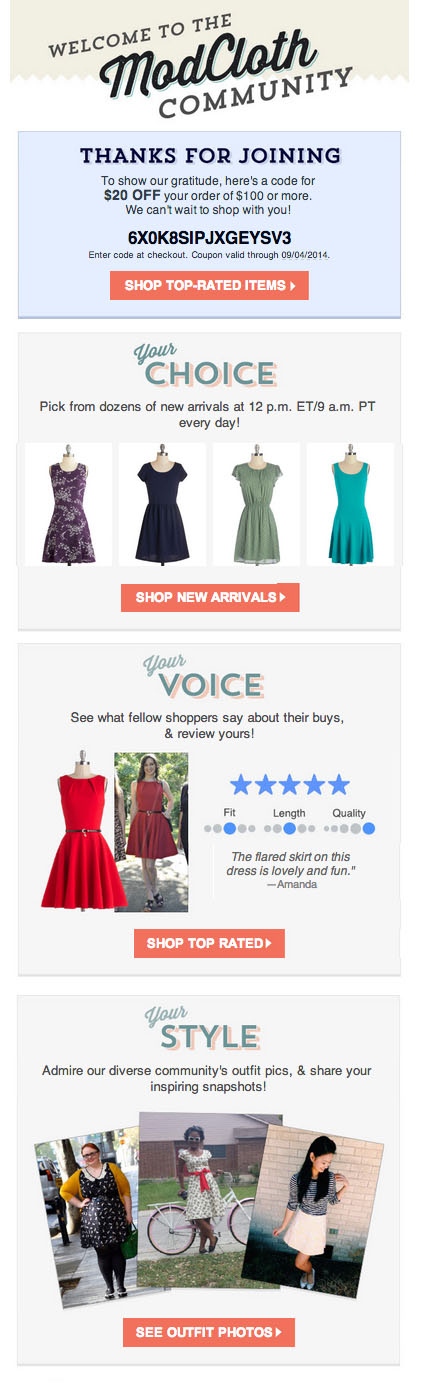 WELCOME TO THE
ModCloth
COMMUNITY
THANKS FOR JOINING
To show our gratitude, here's a code for
$20 OFF your order of $100 or more.
We can't wait to shop with you!
6X0K8SIPJXGEYSV3
Enter code at checkout. Coupon valid through 09/04/2014.
SHOP TOP-RATED ITEMS
Your
CHOICE
Pick from dozens of new arrivals at 12 p.m. ET/9 a.m. PT
every day!
SHOP NEW ARRIVALS
Your
VOICE
See what fellow shoppers say about their buys,
& review yours!
Fit Length Quality
The flared skirt on this
dress is lovely and fun."
—Amanda
SHOP TOP RATED
Your
STYLE
Admire our diverse community's outfit pics, & share your
inspiring snapshots!
SEE OUTFIT PHOTOS